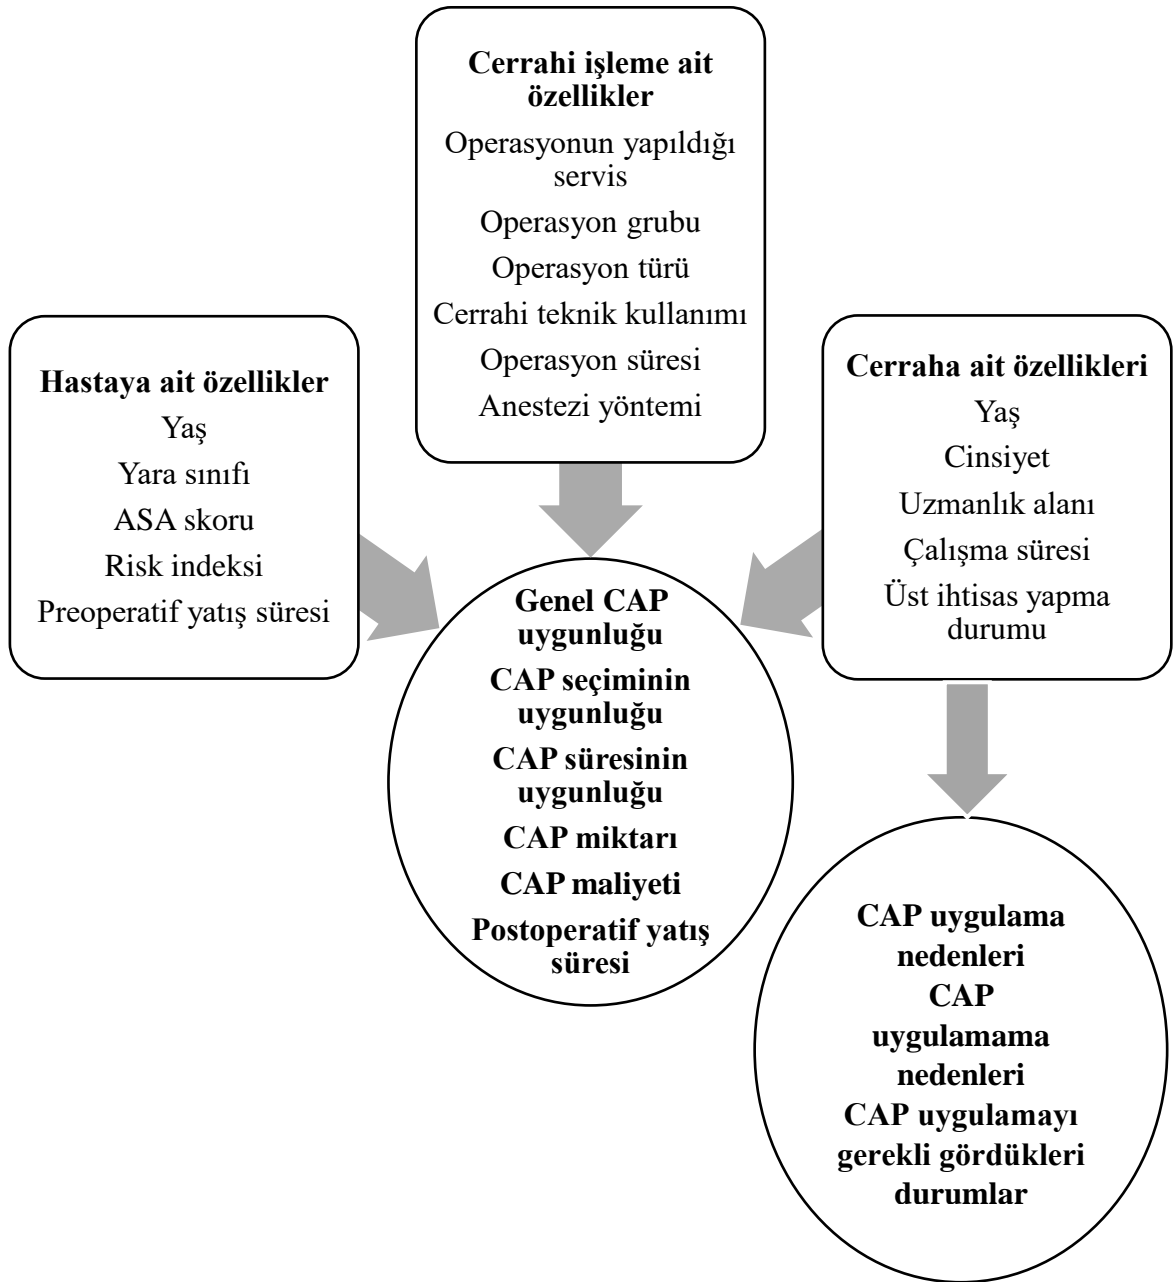 Cerrahi işleme ait
özellikler
Operasyonun yapıldığı
servis
Operasyon grubu
Operasyon türü
Cerrahi teknik kullanımı
Operasyon süresi
Anestezi yöntemi
Hastaya ait özellikler
Yaş
Yara sınıfı
ASA skoru
Risk indeksi
Preoperatif yatış süresi
Cerraha ait özellikleri
Yaş
Cinsiyet
Uzmanlık alanı
Çalışma süresi
Üst ihtisas yapma
durumu
Genel CAP
uygunluğu
CAP seçiminin
uygunluğu
CAP süresinin
uygunluğu
CAP miktarı
CAP maliyeti
Postoperatif yatış
süresi
CAP uygulama
nedenleri
CAP
uygulamama
nedenleri
CAP uygulamayı
gerekli gördükleri
durumlar